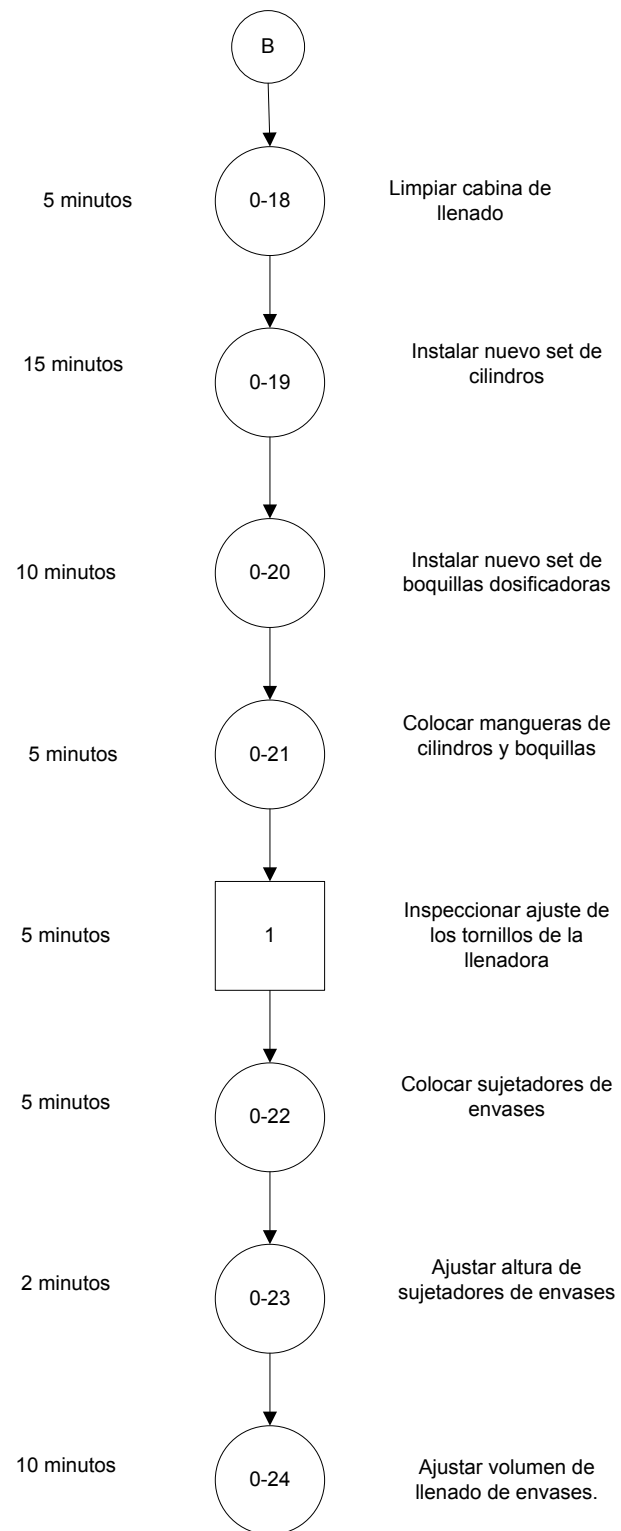 B
5 minutos
0-18
Limpiar cabina de
llenado
15 minutos
0-19
Instalar nuevo set de
cilindros
10 minutos
0-20
Instalar nuevo set de
boquillas dosificadoras
5 minutos
0-21
Colocar mangueras de
cilindros y boquillas
5 minutos
1
Inspeccionar ajuste de
los tornillos de la
llenadora
5 minutos
0-22
Colocar sujetadores de
envases
2 minutos
0-23
Ajustar altura de
sujetadores de envases
10 minutos
0-24
Ajustar volumen de
llenado de envases.